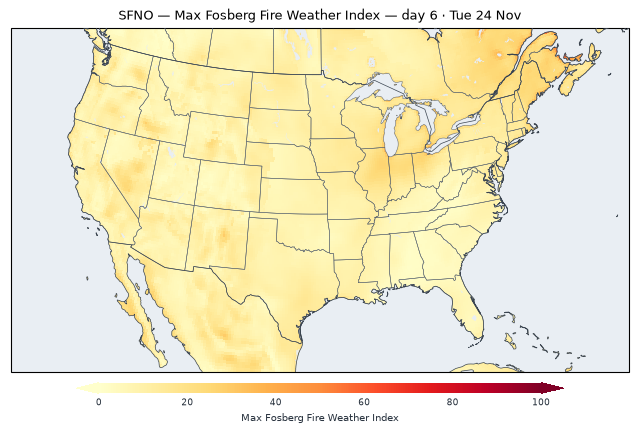 SFNO — Max Fosberg Fire Weather Index — day 6 · Tue 24 Nov
0 20 40 60 80 100
Max Fosberg Fire Weather Index